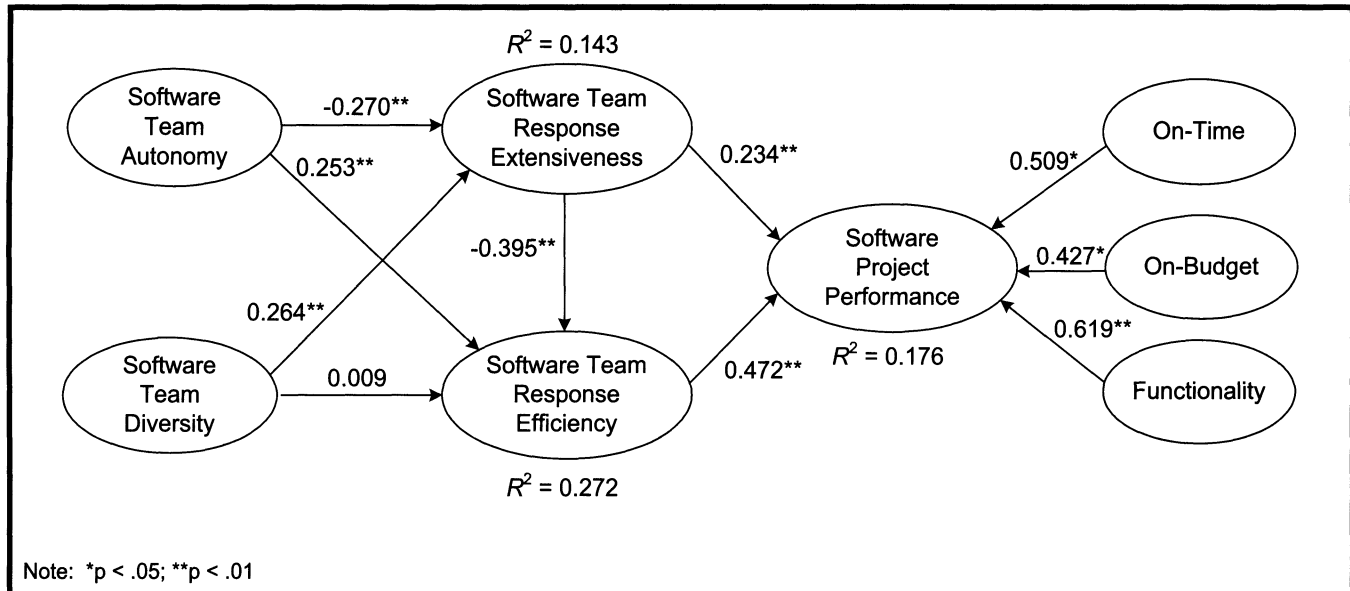 R² = 0.143
Software
Team
Autonomy
-0.270**
Software Team
Response
Extensiveness
0.253**
0.234**
On-Time
0.509*
-0.395**
Software
Project
Performance
0.427*
On-Budget
0.264**
0.619**
R² = 0.176
Software
Team
Diversity
0.009
Software Team
Response
Efficiency
0.472**
Functionality
R² = 0.272
Note: *p < .05; **p < .01